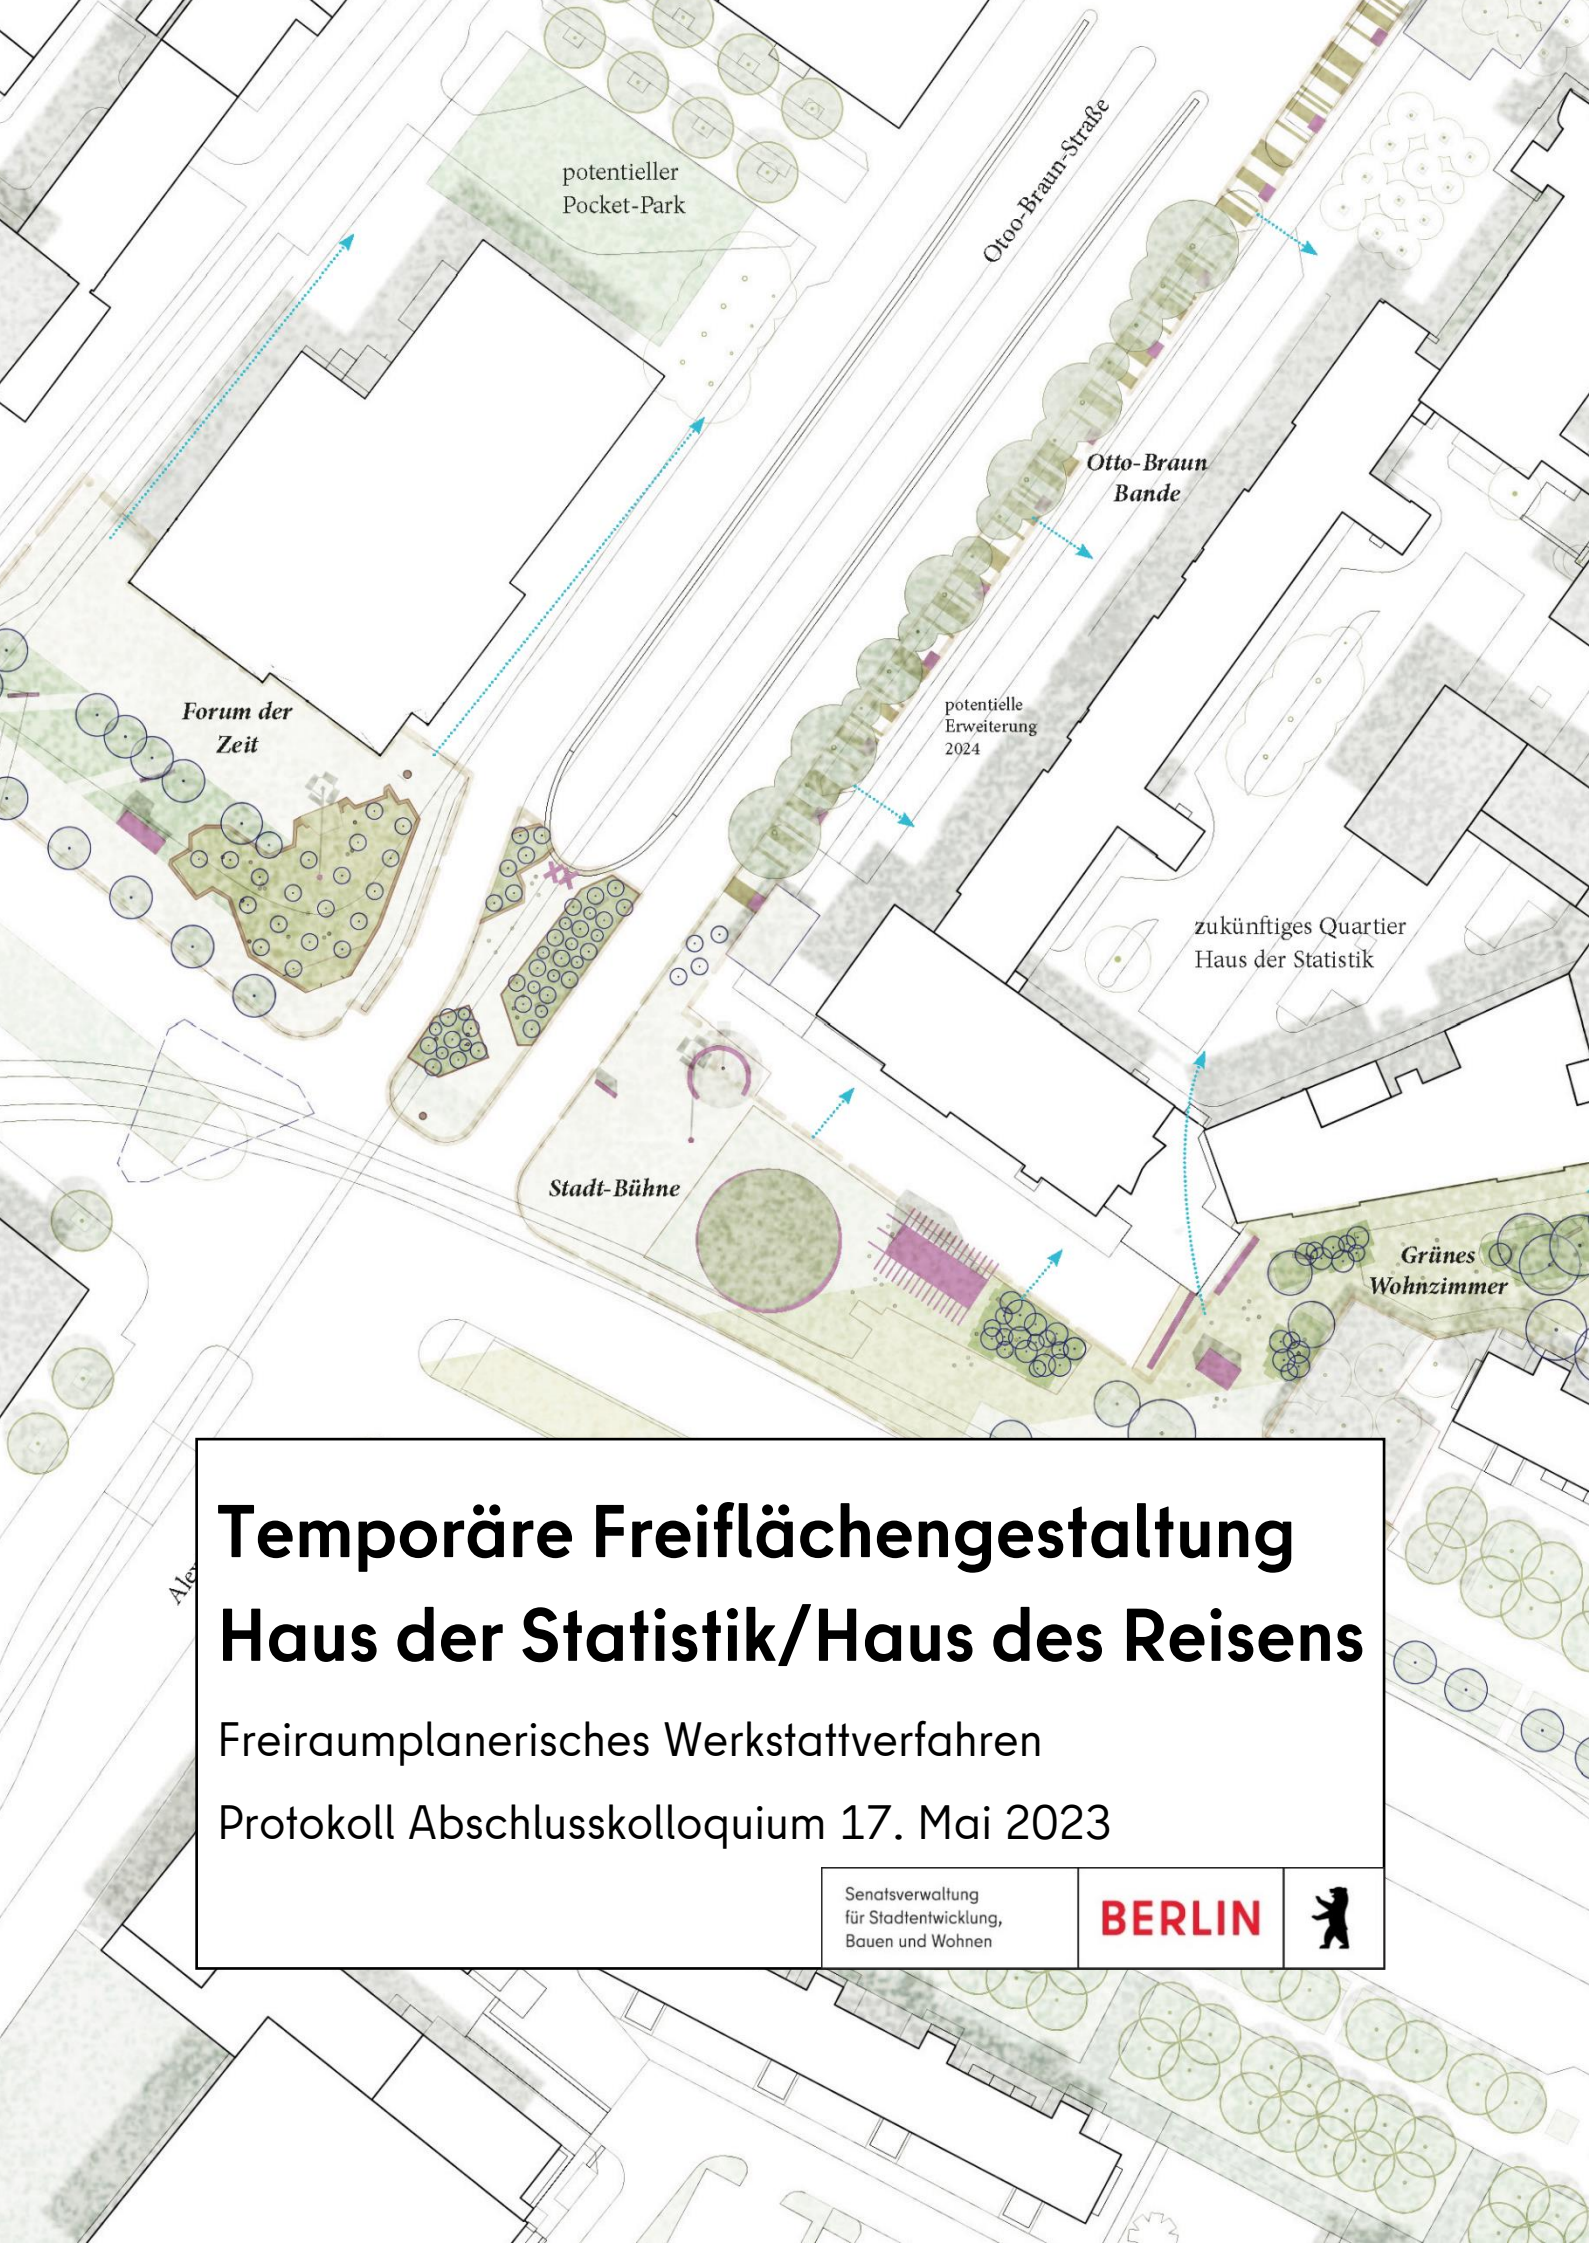 potentieller
Pocket-Park
Otoo-Braun-Straße
Otto-Braun
Bande
Forum der
Zeit
potentielle
Erweiterung
2024
zukünftiges Quartier
Haus der Statistik
Stadt-Bühne
Grünes
Wohnzimmer
Temporäre Freiflächengestaltung
Haus der Statistik/Haus des Reisens
Freiraumplanerisches Werkstattverfahren
Protokoll Abschlusskolloquium 17. Mai 2023
Senatsverwaltung
für Stadtentwicklung,
Bauen und Wohnen
BERLIN